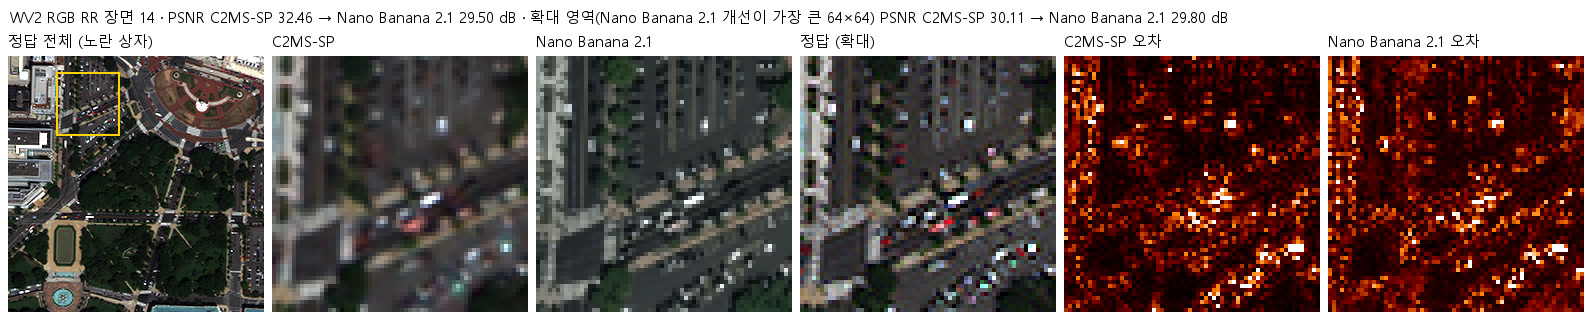 WV2 RGB RR 장면 14 · PSNR C2MS-SP 32.46 → Nano Banana 2.1 29.50 dB · 확대 영역(Nano Banana 2.1 개선이 가장 큰 64×64) PSNR C2MS-SP 30.11 → Nano Banana 2.1 29.80 dB
정답 전체 (노란 상자)
C2MS-SP
Nano Banana 2.1
정답 (확대)
C2MS-SP 오차
Nano Banana 2.1 오차